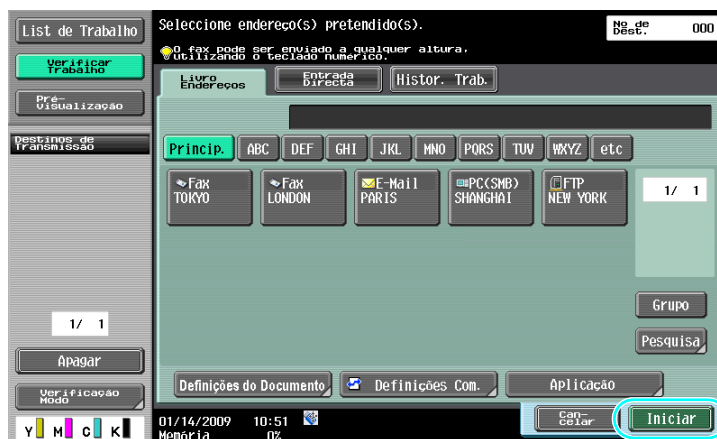 List de Trabalho
Verificar
Trabalho
Pré-
Visualização
Destinos de
Transmissão
1/ 1
Apagar
Verificação
Modo
Y M C K
Seleccione endereço(S) pretendido(s).
Nº de
Dest. 000
O fax pode ser enviado a qualquer altura,
utilizando o teclado numérico.
Livro
Endereços
Entrada
Directa
Histor. Trab.
Princip. ABC DEF GHI JKL MNO PQRS TUV WXYZ etc
Fax
TOKYO
Fax
LONDON
E-Mail
PARIS
PC(SMB)
SHANGHAI
FTP
NEW YORK
1/ 1
Grupo
Pesquisa
Definições do Documento
Definições Com.
Aplicação
01/14/2009 10:51
Memória 0%
Can-
celar
Iniciar